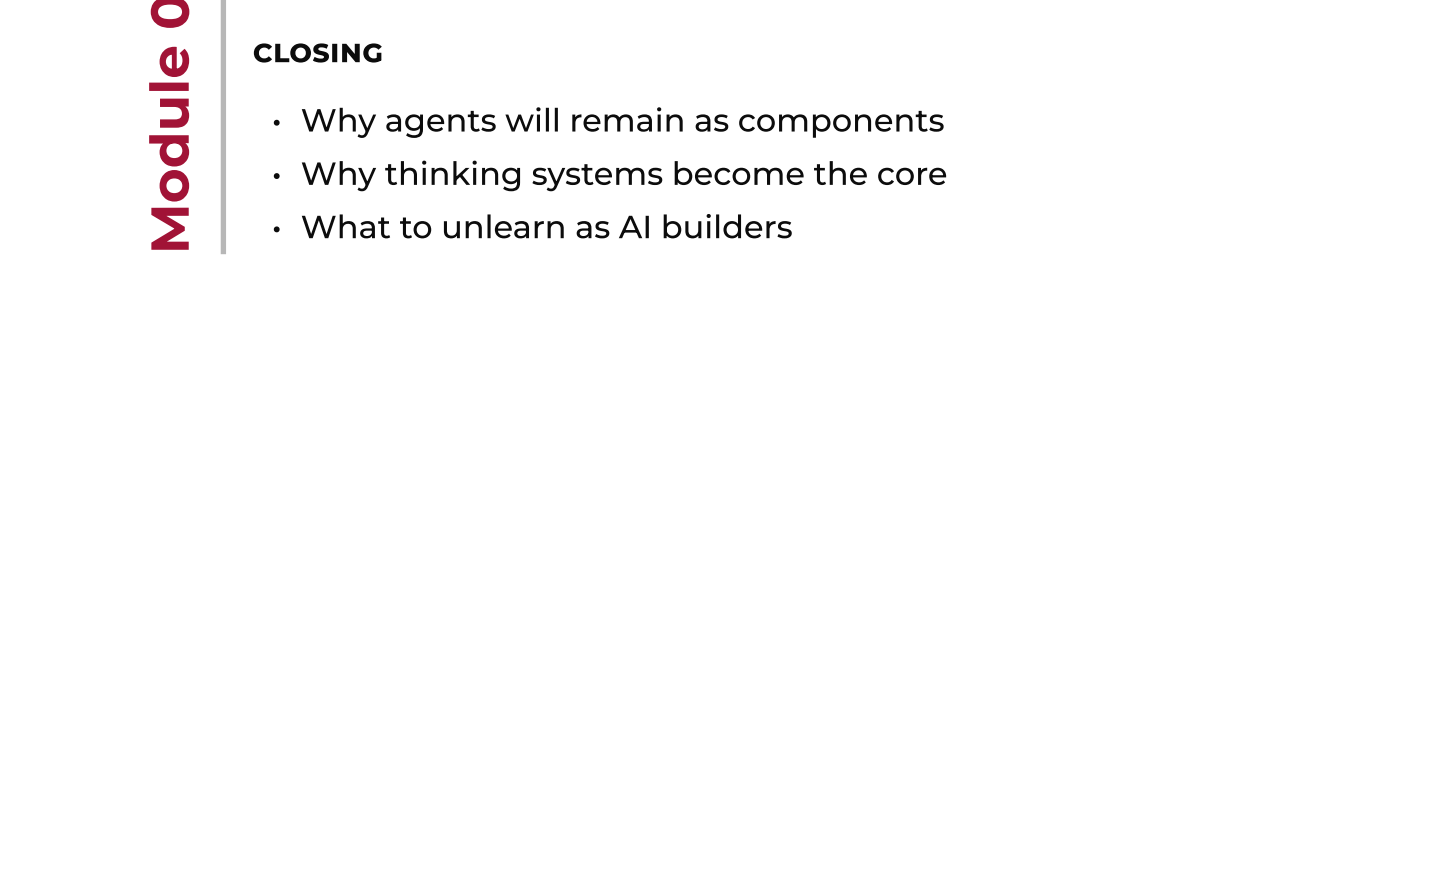 Module 0
CLOSING
• Why agents will remain as components
• Why thinking systems become the core
• What to unlearn as AI builders